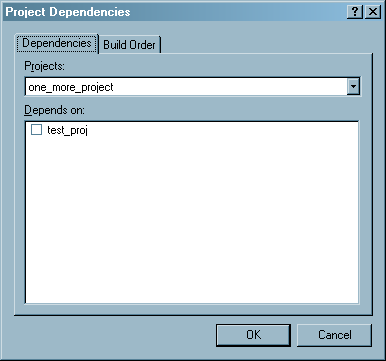 Project Dependencies
Dependencies
Build Order
Projects:
one_more_project
Depends on:
test_proj
OK
Cancel